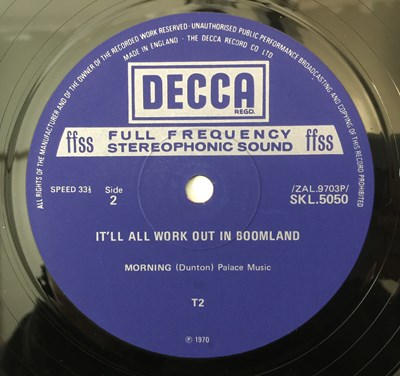 ALL RIGHTS OF THE MANUFACTURER AND OF THE OWNER OF THE RECORDED WORK RESERVED · UNAUTHORISED PUBLIC PERFORMANCE BROADCASTING AND COPYING OF THIS RECORD PROHIBITED
MADE IN ENGLAND · THE DECCA RECORD CO LTD
DECCA
REGD.
ffss FULL FREQUENCY STEREOPHONIC SOUND ffss
SPEED 33⅓ Side 2 /ZAL.9703P/
SKL.5050
IT'LL ALL WORK OUT IN BOOMLAND
MORNING (Dunton) Palace Music
T2
℗ 1970